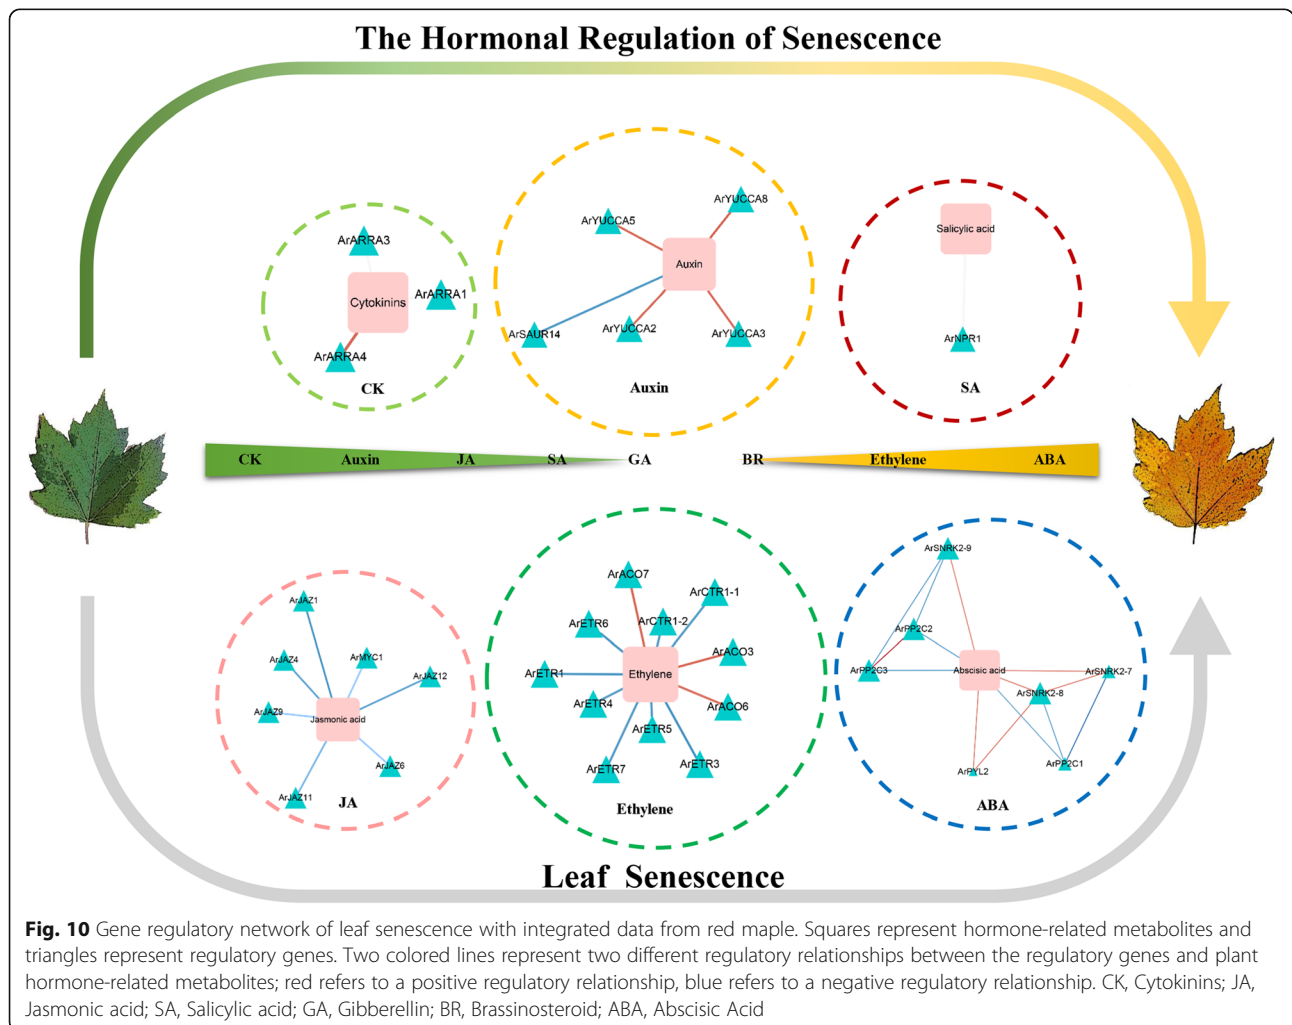 The Hormonal Regulation of Senescence
ArARRA3
Cytokinins
ArARRA1
ArARRA4
CK
ArYUCCA5
ArYUCCA8
Auxin
ArSAUR14
ArYUCCA2
ArYUCCA3
Auxin
Salicylic acid
ArNPR1
SA
CK Auxin JA SA GA BR Ethylene ABA
ArJAZ1
ArJAZ4
ArMYC1
ArJAZ12
ArJAZ9
Jasmonic acid
ArJAZ6
ArJAZ11
JA
ArACO7
ArCTR1-1
ArETR6
ArCTR1-2
ArACO3
ArETR1
Ethylene
ArETR4
ArACO6
ArETR5
ArETR7
ArETR3
Ethylene
ArSNRK2-9
ArPP2C2
ArPP2C3
Abscisic acid
ArSNRK2-7
ArSNRK2-8
ArPYL2
ArPP2C1
ABA
Leaf Senescence
Fig. 10 Gene regulatory network of leaf senescence with integrated data from red maple. Squares represent hormone-related metabolites and
triangles represent regulatory genes. Two colored lines represent two different regulatory relationships between the regulatory genes and plant
hormone-related metabolites; red refers to a positive regulatory relationship, blue refers to a negative regulatory relationship. CK, Cytokinins; JA,
Jasmonic acid; SA, Salicylic acid; GA, Gibberellin; BR, Brassinosteroid; ABA, Abscisic Acid